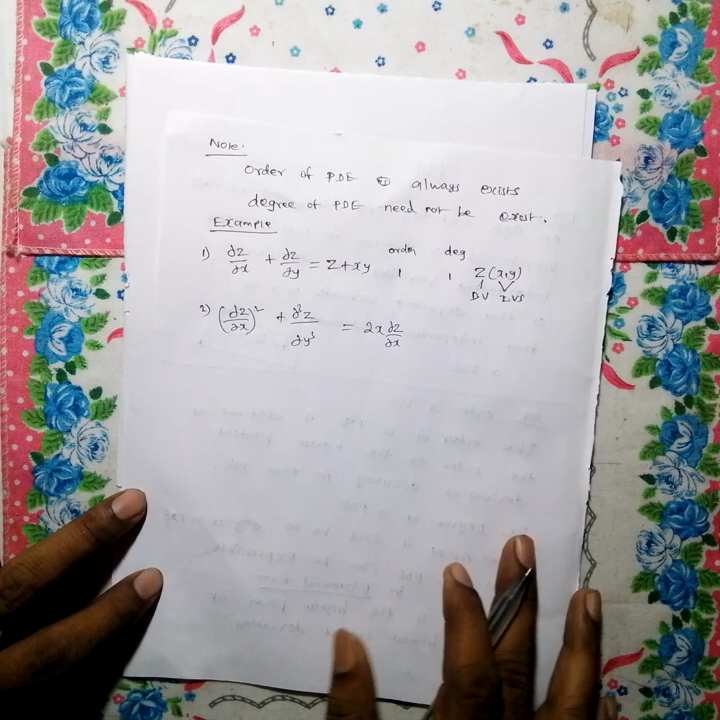 Note:
Order of PDE always exists
degree of PDE need not be exist.
Example
1) ∂z/∂x + ∂z/∂y = z + xy order 1 deg 1 Z(x,y)
DV IVS
2) (∂z/∂x)² + ∂³z/∂y³ = 2x ∂z/∂x